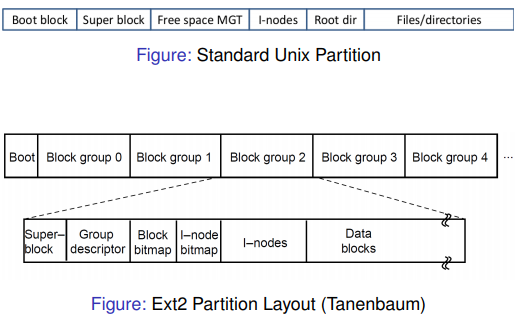 Boot block Super block Free space MGT I-nodes Root dir Files/directories
Figure: Standard Unix Partition
Boot Block group 0 Block group 1 Block group 2 Block group 3 Block group 4 ...
Super– Group Block I–node I–nodes Data
block descriptor bitmap bitmap blocks
Figure: Ext2 Partition Layout (Tanenbaum)